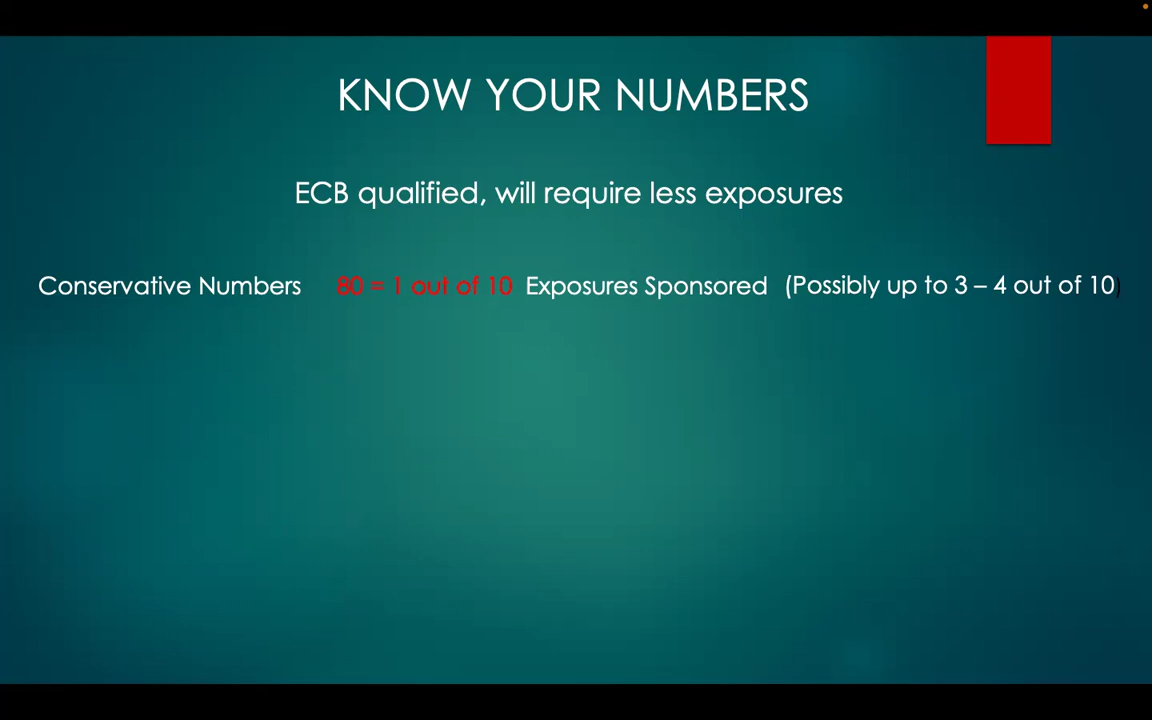 KNOW YOUR NUMBERS
ECB qualified, will require less exposures
Conservative Numbers 80 = 1 out of 10 Exposures Sponsored (Possibly up to 3 – 4 out of 10)